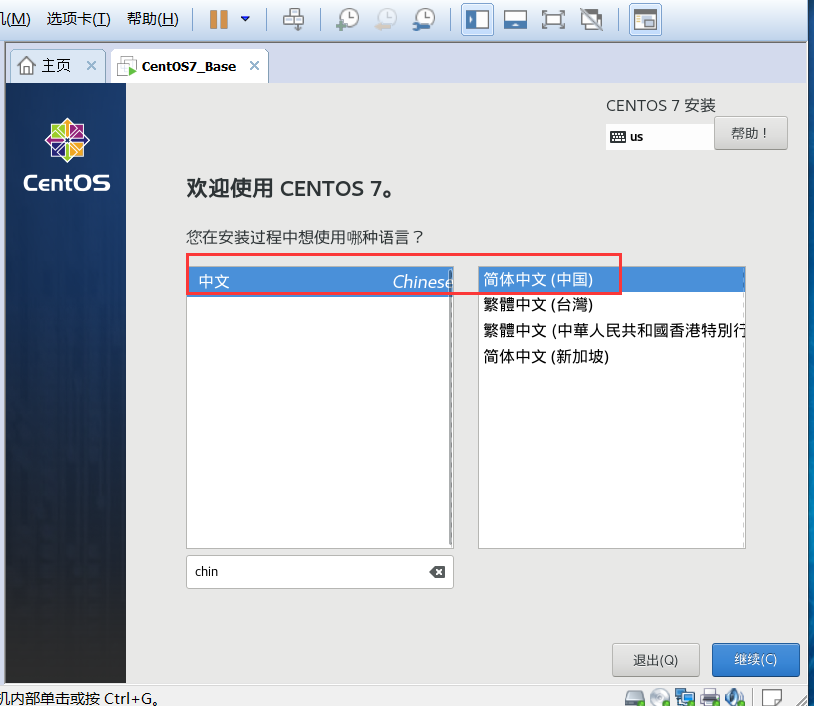 (M) 选项卡(T) 帮助(H)
主页 CentOS7_Base
CentOS
CENTOS 7 安装
us 帮助！
欢迎使用 CENTOS 7。
您在安装过程中想使用哪种语言？
中文 Chinese
简体中文 (中国)
繁體中文 (台灣)
繁體中文 (中華人民共和國香港特別行
简体中文 (新加坡)
chin
退出(Q) 继续(C)
机内部单击或按 Ctrl+G。